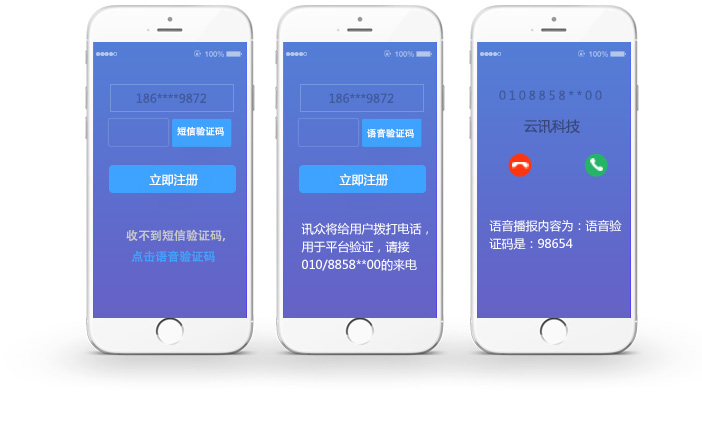 100%
186****9872
短信验证码
立即注册
收不到短信验证码,
点击语音验证码
100%
186***9872
语音验证码
立即注册
讯众将给用户拨打电话，
用于平台验证，请接
010/8858**00的来电
100%
0108858**00
云讯科技
语音播报内容为：语音验
证码是：98654